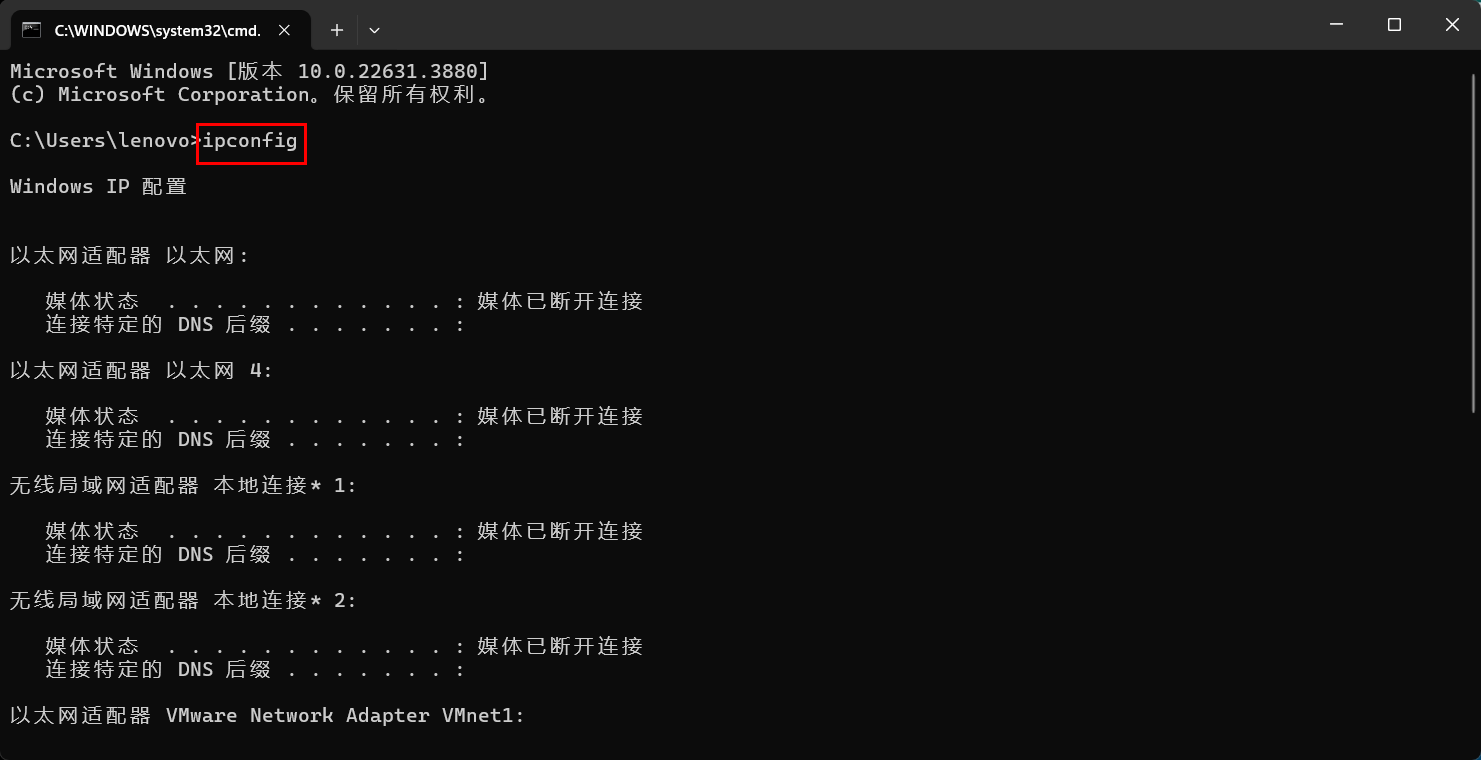 C:\WINDOWS\system32\cmd.
Microsoft Windows [版本 10.0.22631.3880]
(c) Microsoft Corporation。保留所有权利。
C:\Users\lenovo>ipconfig
Windows IP 配置
以太网适配器 以太网:
媒体状态  . . . . . . . . . . . . : 媒体已断开连接
连接特定的 DNS 后缀 . . . . . . . :
以太网适配器 以太网 4:
媒体状态  . . . . . . . . . . . . : 媒体已断开连接
连接特定的 DNS 后缀 . . . . . . . :
无线局域网适配器 本地连接* 1:
媒体状态  . . . . . . . . . . . . : 媒体已断开连接
连接特定的 DNS 后缀 . . . . . . . :
无线局域网适配器 本地连接* 2:
媒体状态  . . . . . . . . . . . . : 媒体已断开连接
连接特定的 DNS 后缀 . . . . . . . :
以太网适配器 VMware Network Adapter VMnet1: